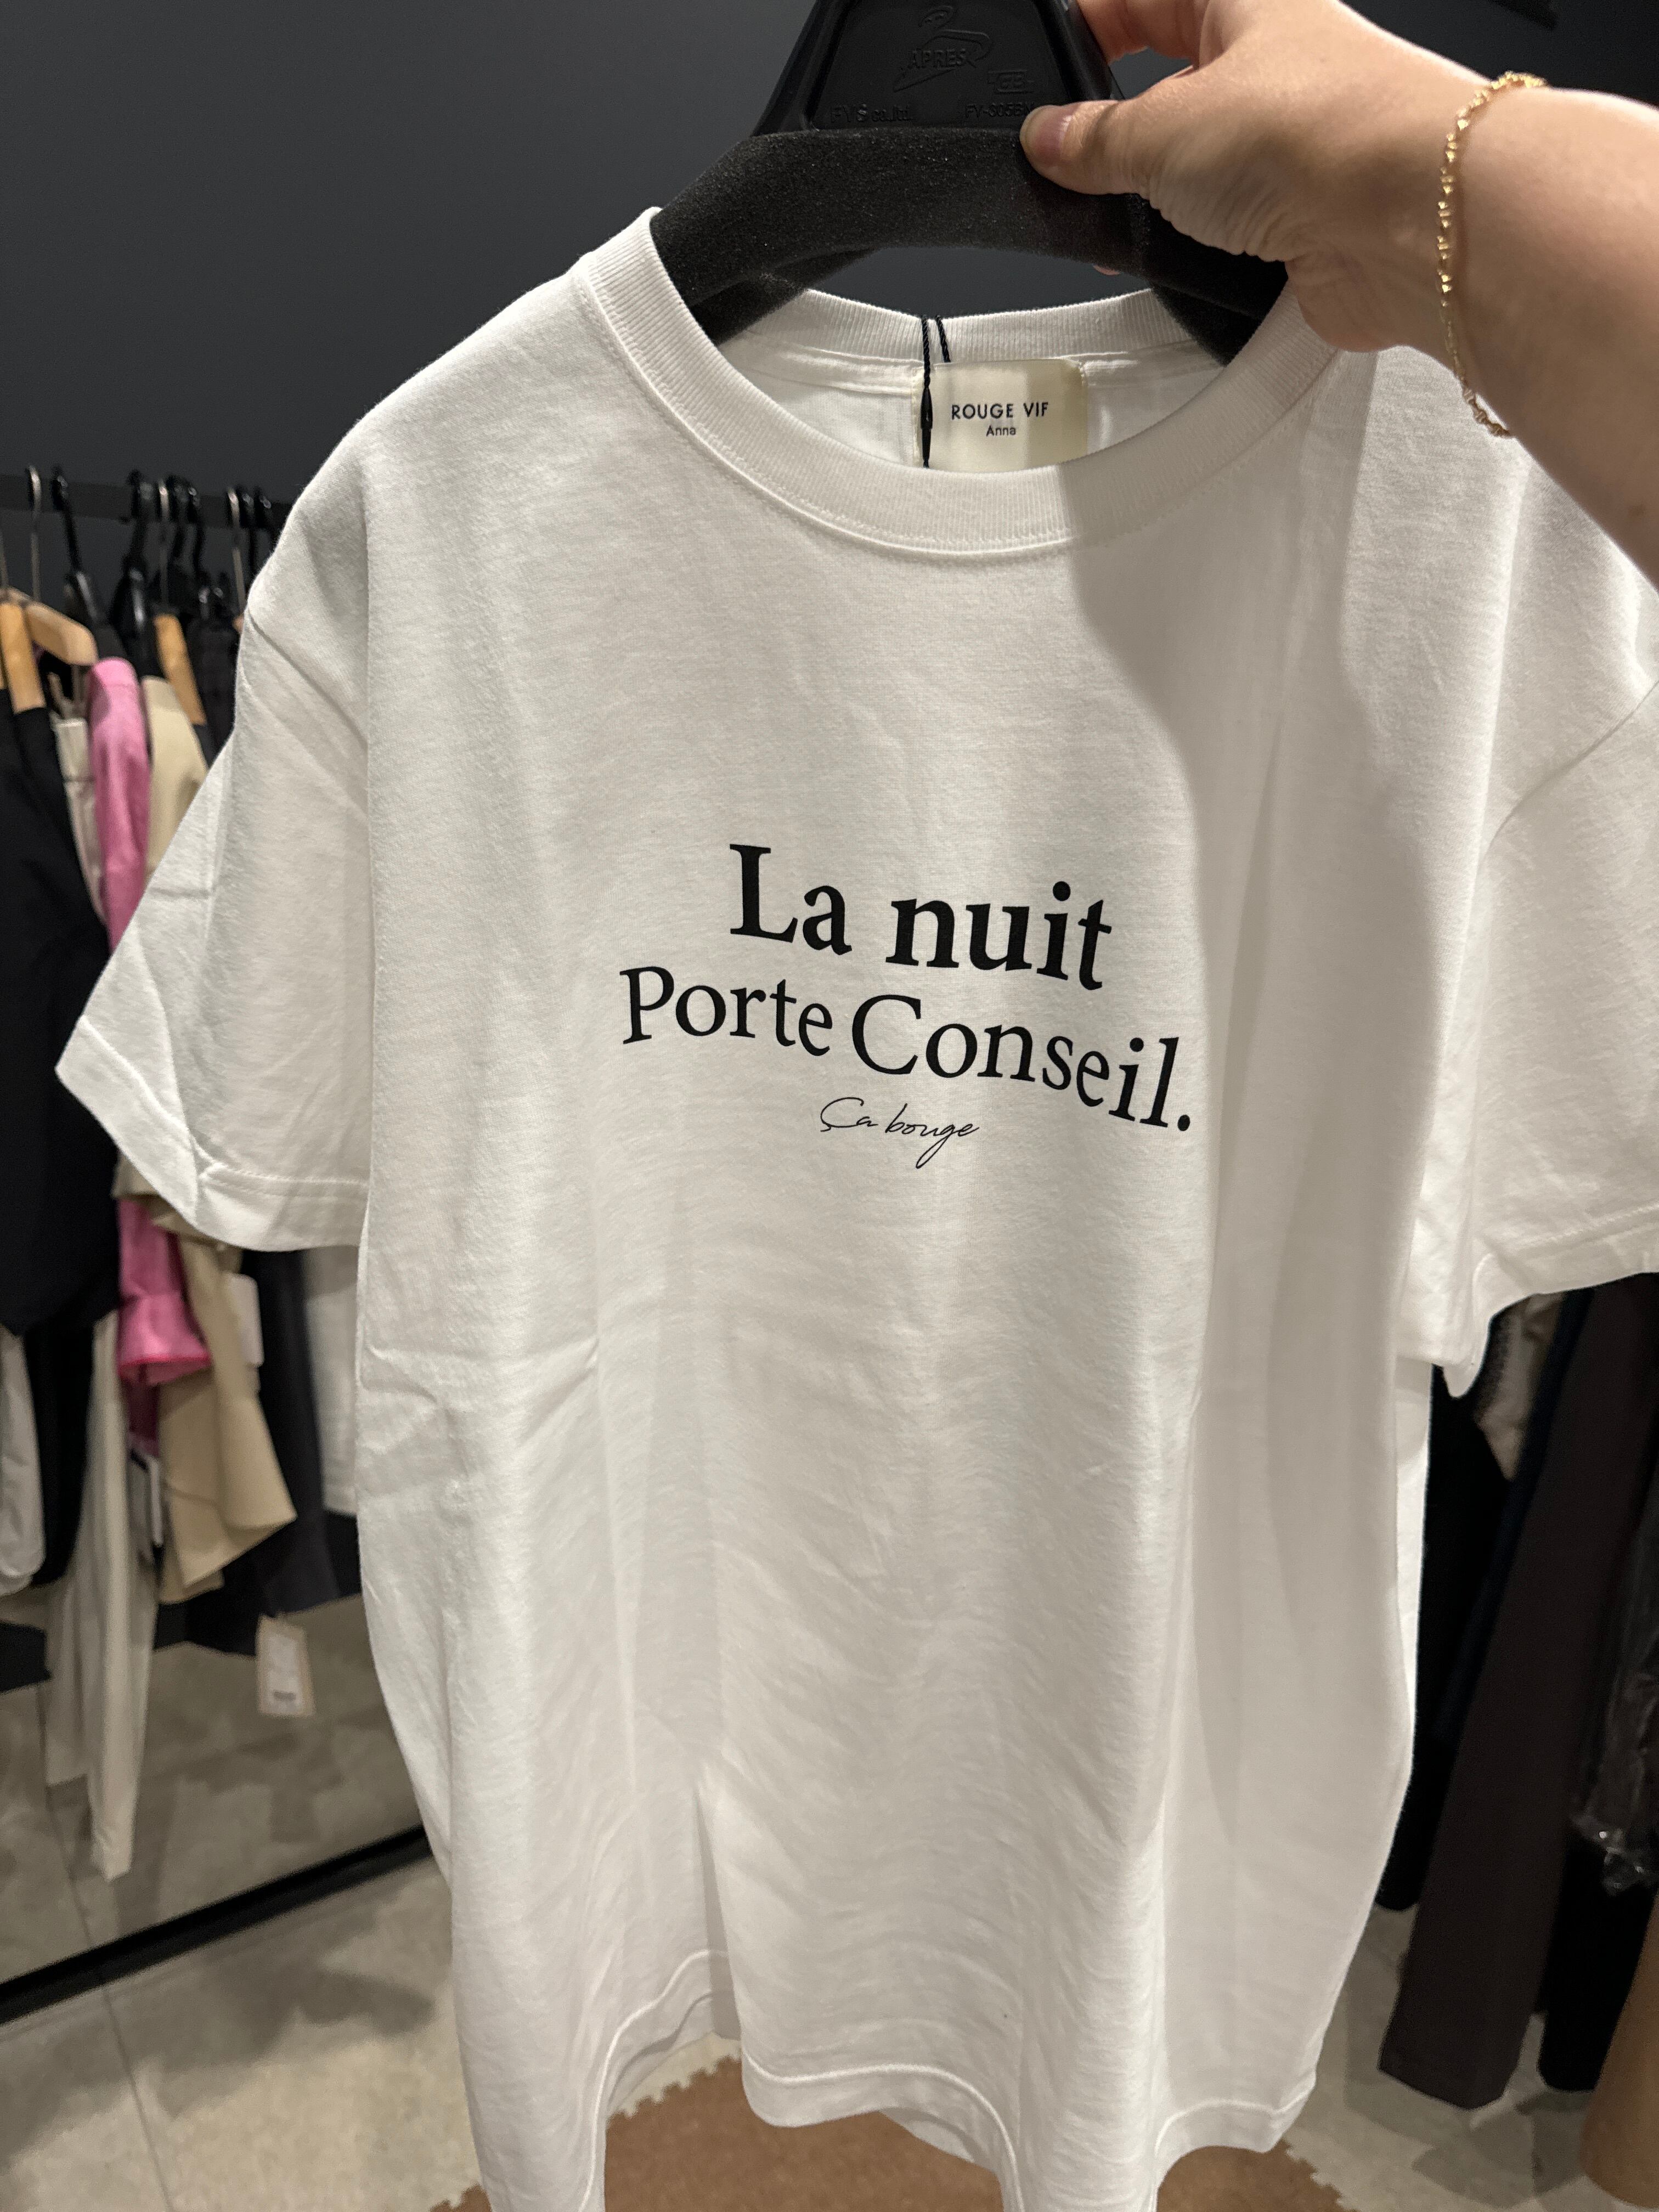 APRES
ROUGE VIF
Anna
La nuit
Porte Conseil.
Ça bouge